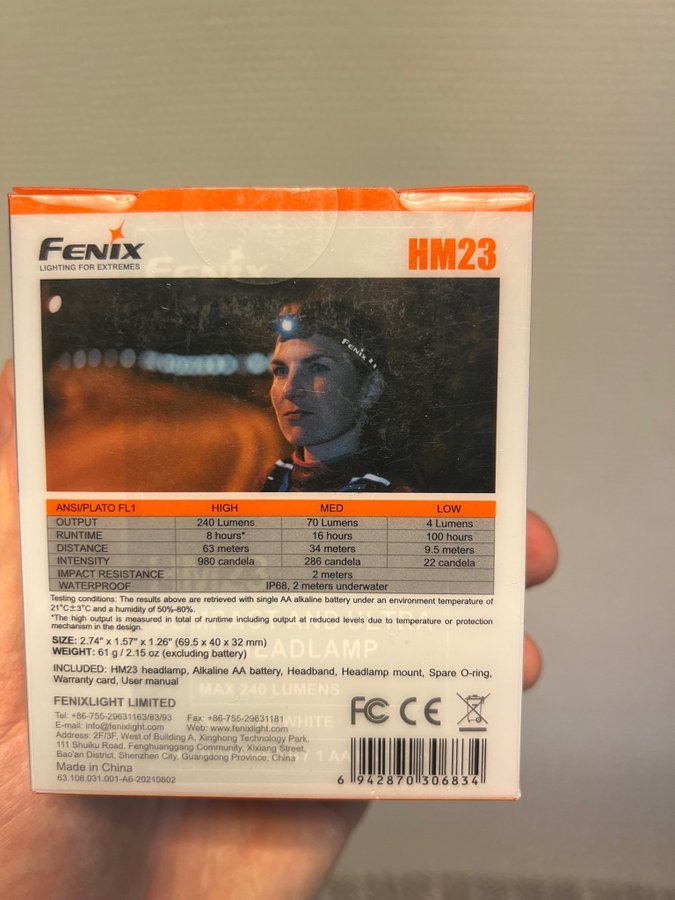 FENIX
LIGHTING FOR EXTREMES
HM23
FENIX
ANSI/PLATO FL1 HIGH MED LOW
OUTPUT 240 Lumens 70 Lumens 4 Lumens
RUNTIME 8 hours* 16 hours 100 hours
DISTANCE 63 meters 34 meters 9.5 meters
INTENSITY 980 candela 286 candela 22 candela
IMPACT RESISTANCE 2 meters
WATERPROOF IP68, 2 meters underwater
Testing conditions: The results above are retrieved with single AA alkaline battery under an environment temperature of
21°C±3°C and a humidity of 50%-80%.
*The high output is measured in total of runtime including output at reduced levels due to temperature or protection
mechanism in the design.
SIZE: 2.74" x 1.57" x 1.26" (69.5 x 40 x 32 mm)
WEIGHT: 61 g / 2.15 oz (excluding battery)
INCLUDED: HM23 headlamp, Alkaline AA battery, Headband, Headlamp mount, Spare O-ring,
Warranty card, User manual
MAX 240 LUMENS
FENIXLIGHT LIMITED
Tel: +86-755-29631163/83/93 Fax: +86-755-29631181
E-mail: info@fenixlight.com Web: www.fenixlight.com
Address: 2F/3F, West of Building A, Xinghong Technology Park,
111 Shuiku Road, Fenghuanggang Community, Xixiang Street,
Bao'an District, Shenzhen City, Guangdong Province, China
Made in China
63.108.031.001-A6-20210802
FC CE
6 942870 306834